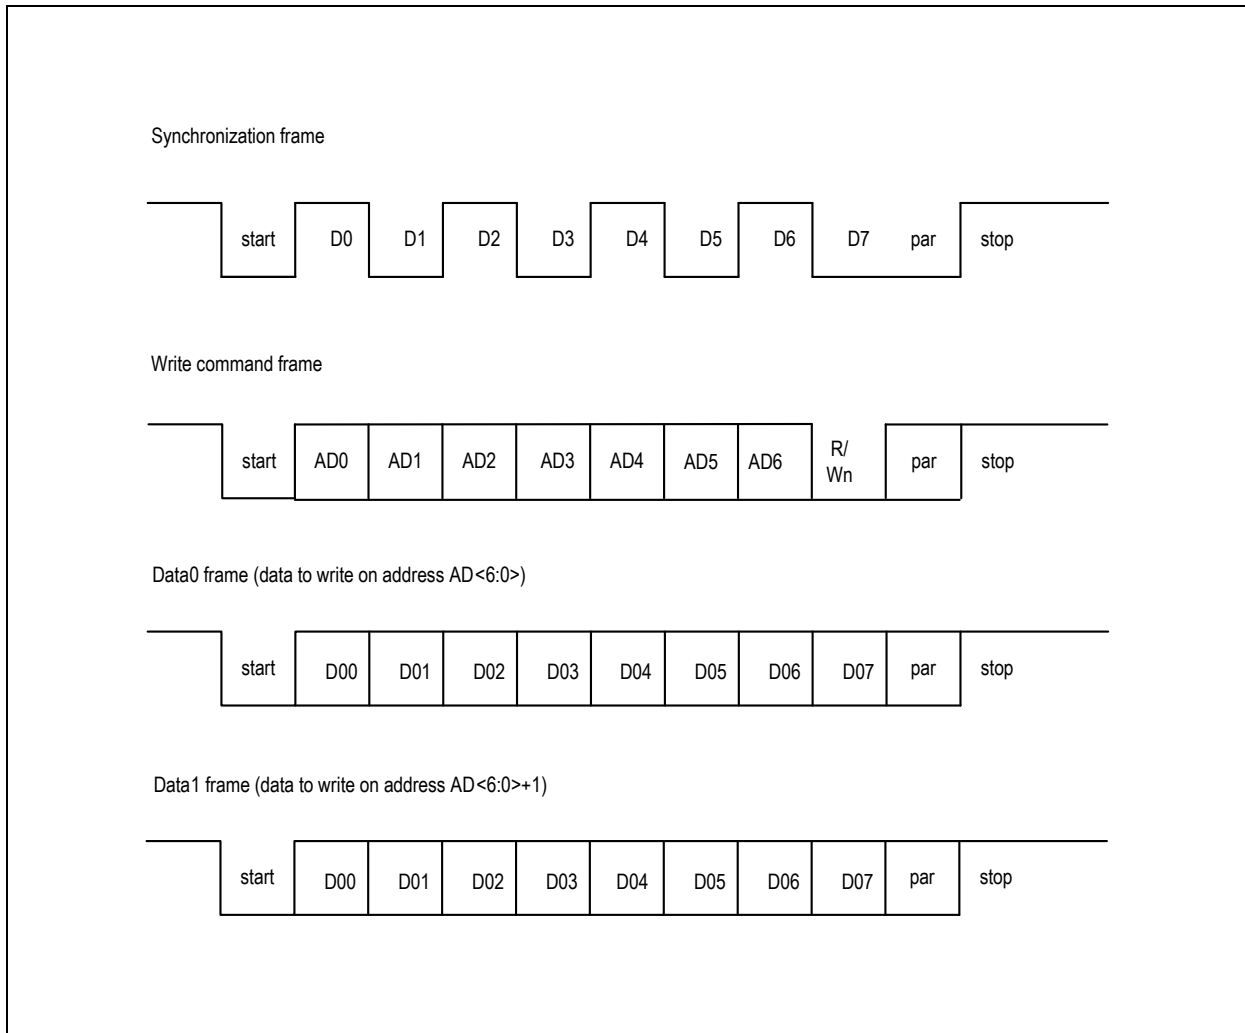 Synchronization frame
start D0 D1 D2 D3 D4 D5 D6 D7 par stop
Write command frame
start AD0 AD1 AD2 AD3 AD4 AD5 AD6 R/ Wn par stop
Data0 frame (data to write on address AD<6:0>)
start D00 D01 D02 D03 D04 D05 D06 D07 par stop
Data1 frame (data to write on address AD<6:0>+1)
start D00 D01 D02 D03 D04 D05 D06 D07 par stop